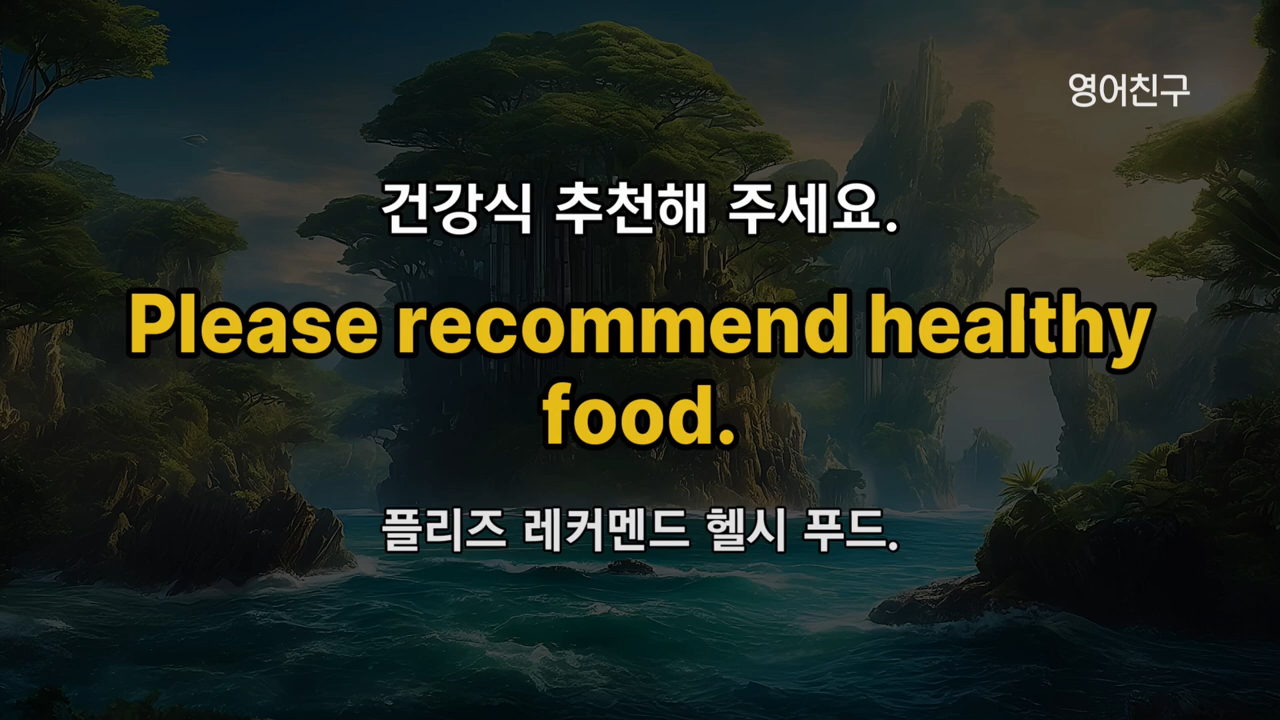 영어친구
건강식 추천해 주세요.
Please recommend healthy
food.
플리즈 레커멘드 헬시 푸드.